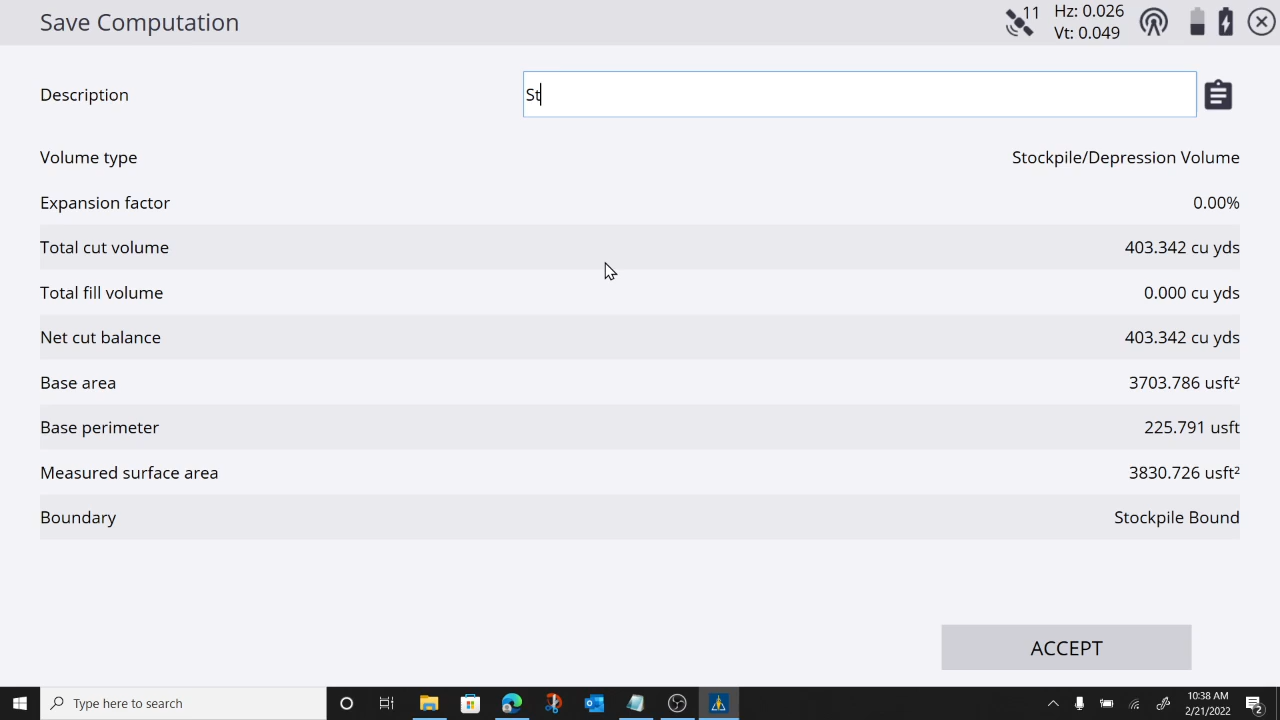 Save Computation
11
Hz: 0.026
Vt: 0.049
Description
St
Volume type
Stockpile/Depression Volume
Expansion factor
0.00%
Total cut volume
403.342 cu yds
Total fill volume
0.000 cu yds
Net cut balance
403.342 cu yds
Base area
3703.786 usft²
Base perimeter
225.791 usft
Measured surface area
3830.726 usft²
Boundary
Stockpile Bound
ACCEPT
Type here to search
10:38 AM
2/21/2022
2